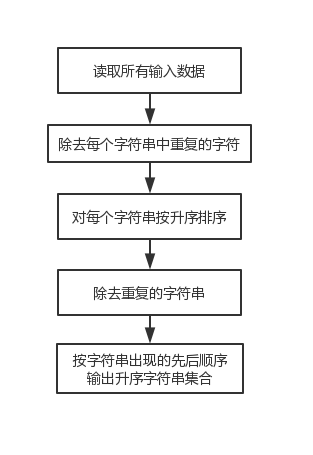 读取所有输入数据
除去每个字符串中重复的字符
对每个字符串按升序排序
除去重复的字符串
按字符串出现的先后顺序
输出升序字符串集合